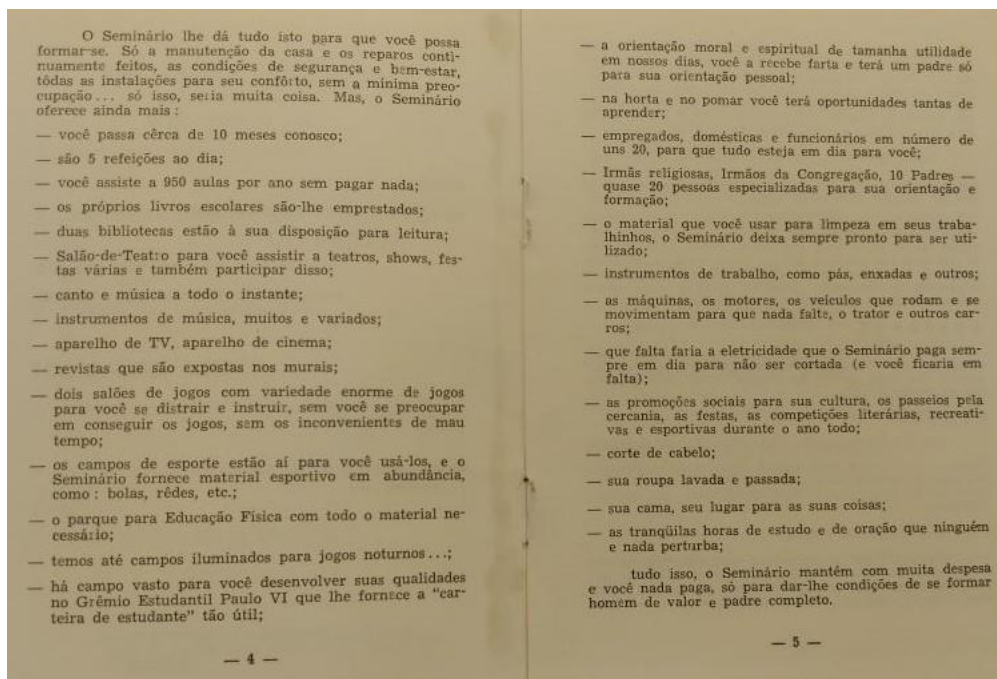 O Seminário lhe dá tudo isto para que você possa
formar-se. Só a manutenção da casa e os reparos conti-
nuamente feitos, as condições de segurança e bem-estar,
tôdas as instalações para seu confôrto, sem a mínima preo-
cupação... só isso, seria muita coisa. Mas, o Seminário
oferece ainda mais :
— você passa cêrca de 10 meses conosco;
— são 5 refeições ao dia;
— você assiste a 950 aulas por ano sem pagar nada;
— os próprios livros escolares são-lhe emprestados;
— duas bibliotecas estão à sua disposição para leitura;
— Salão-de-Teatro para você assistir a teatros, shows, fes-
tas várias e também participar disso;
— canto e música a todo o instante;
— instrumentos de música, muitos e variados;
— aparelho de TV, aparelho de cinema;
— revistas que são expostas nos murais;
— dois salões de jogos com variedade enorme de jogos
para você se distrair e instruir, sem você se preocupar
em conseguir os jogos, sem os inconvenientes de mau
tempo;
— os campos de esporte estão aí para você usá-los, e o
Seminário fornece material esportivo em abundância,
como : bolas, rêdes, etc.;
— o parque para Educação Física com todo o material ne-
cessário;
— temos até campos iluminados para jogos noturnos...;
— há campo vasto para você desenvolver suas qualidades
no Grêmio Estudantil Paulo VI que lhe fornece a "car-
teira de estudante" tão útil;
— 4 —
— a orientação moral e espiritual de tamanha utilidade
em nossos dias, você a recebe farta e terá um padre só
para sua orientação pessoal;
— na horta e no pomar você terá oportunidades tantas de
aprender;
— empregados, domésticas e funcionários em número de
uns 20, para que tudo esteja em dia para você;
— Irmãs religiosas, Irmãos da Congregação, 10 Padres —
quase 20 pessoas especializadas para sua orientação e
formação;
— o material que você usar para limpeza em seus traba-
lhinhos, o Seminário deixa sempre pronto para ser uti-
lizado;
— instrumentos de trabalho, como pás, enxadas e outros;
— as máquinas, os motores, os veículos que rodam e se
movimentam para que nada falte, o trator e outros car-
ros;
— que falta faria a eletricidade que o Seminário paga sem-
pre em dia para não ser cortada (e você ficaria em
falta);
— as promoções sociais para sua cultura, os passeios pela
cercania, as festas, as competições literárias, recreati-
vas e esportivas durante o ano todo;
— corte de cabelo;
— sua roupa lavada e passada;
— sua cama, seu lugar para as suas coisas;
— as tranqüilas horas de estudo e de oração que ninguém
e nada perturba;
tudo isso, o Seminário mantém com muita despesa
e você nada paga, só para dar-lhe condições de se formar
homem de valor e padre completo.
— 5 —